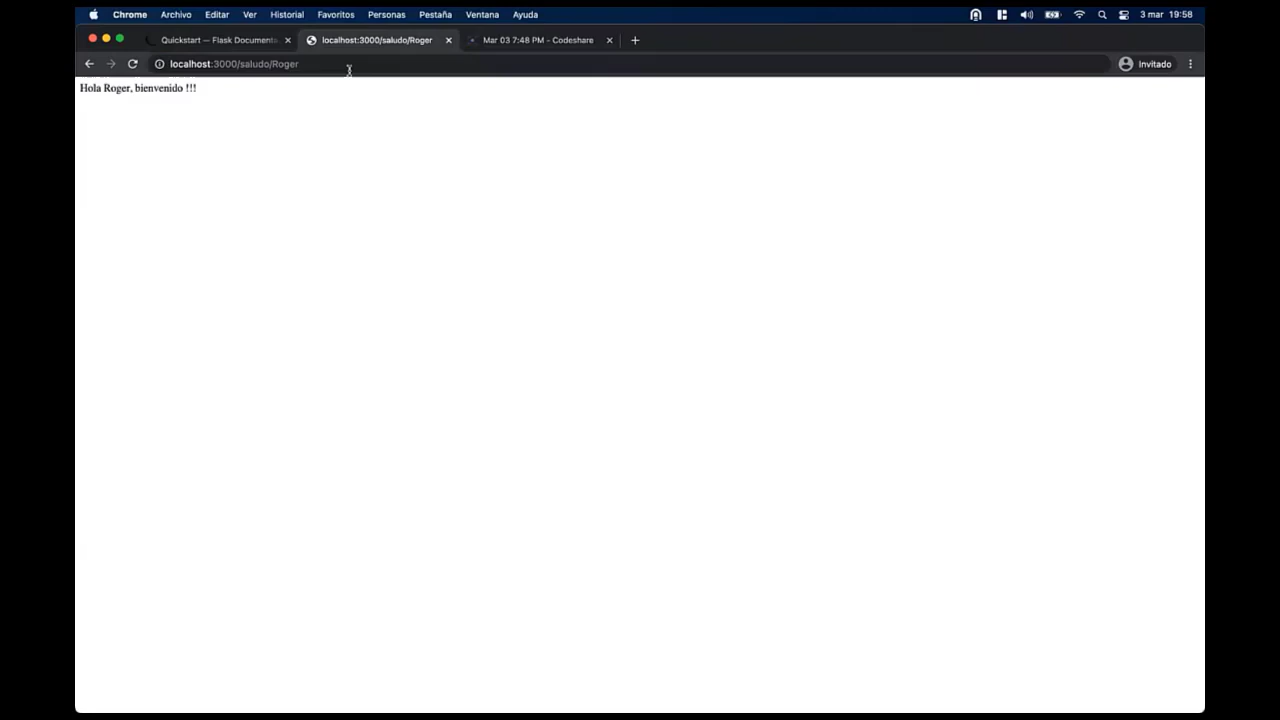 Chrome Archivo Editar Ver Historial Favoritos Personas Pestaña Ventana Ayuda 3 mar 19:58
Quickstart — Flask Documenta localhost:3000/saludo/Roger Mar 03 7:48 PM - Codeshare
localhost:3000/saludo/Roger Invitado
Hola Roger, bienvenido !!!